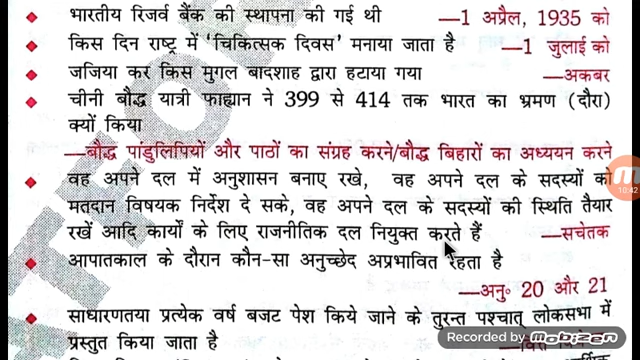 भारतीय रिजर्व बैंक की स्थापना की गई थी —1 अप्रैल, 1935 को
किस दिन राष्ट्र में ‘चिकित्सक दिवस’ मनाया जाता है —1 जुलाई को
जजिया कर किस मुगल बादशाह द्वारा हटाया गया —अकबर
चीनी बौद्ध यात्री फाह्यान ने 399 से 414 तक भारत का भ्रमण (दौरा)
क्यों किया
—बौद्ध पांडुलिपियों और पाठों का संग्रह करने/बौद्ध बिहारों का अध्ययन करने
10:42
वह अपने दल में अनुशासन बनाए रखे, वह अपने दल के सदस्यों को
मतदान विषयक निर्देश दे सके, वह अपने दल के सदस्यों की स्थिति तैयार
रखें आदि कार्यों के लिए राजनीतिक दल नियुक्त करते हैं —सचेतक
आपातकाल के दौरान कौन-सा अनुच्छेद अप्रभावित रहता है
—अनु० 20 और 21
साधारणतया प्रत्येक वर्ष बजट पेश किये जाने के तुरन्त पश्चात् लोकसभा में
प्रस्तुत किया जाता है
Recorded by Mobizen